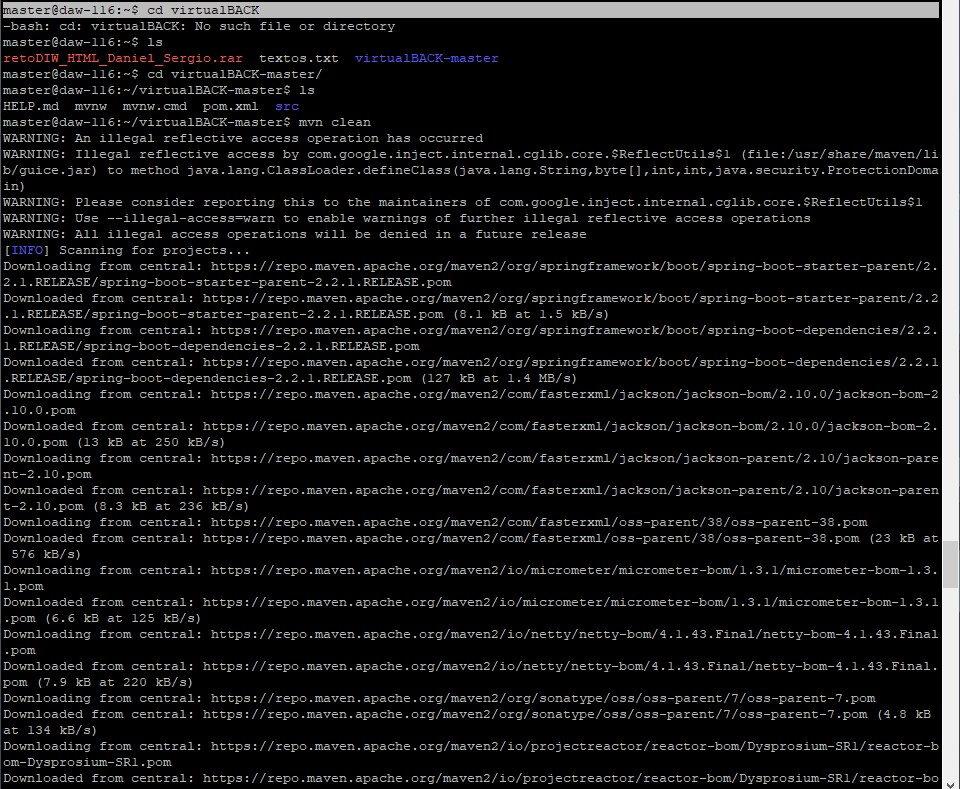 master@daw-116:~$ cd virtualBACK
-bash: cd: virtualBACK: No such file or directory
master@daw-116:~$ ls
retoDIW_HTML_Daniel_Sergio.rar  textos.txt  virtualBACK-master
master@daw-116:~$ cd virtualBACK-master/
master@daw-116:~/virtualBACK-master$ ls
HELP.md  mvnw  mvnw.cmd  pom.xml  src
master@daw-116:~/virtualBACK-master$ mvn clean
WARNING: An illegal reflective access operation has occurred
WARNING: Illegal reflective access by com.google.inject.internal.cglib.core.$ReflectUtils$1 (file:/usr/share/maven/li
b/guice.jar) to method java.lang.ClassLoader.defineClass(java.lang.String,byte[],int,int,java.security.ProtectionDoma
in)
WARNING: Please consider reporting this to the maintainers of com.google.inject.internal.cglib.core.$ReflectUtils$1
WARNING: Use --illegal-access=warn to enable warnings of further illegal reflective access operations
WARNING: All illegal access operations will be denied in a future release
[INFO] Scanning for projects...
Downloading from central: https://repo.maven.apache.org/maven2/org/springframework/boot/spring-boot-starter-parent/2.
2.1.RELEASE/spring-boot-starter-parent-2.2.1.RELEASE.pom
Downloaded from central: https://repo.maven.apache.org/maven2/org/springframework/boot/spring-boot-starter-parent/2.2
.1.RELEASE/spring-boot-starter-parent-2.2.1.RELEASE.pom (8.1 kB at 1.5 kB/s)
Downloading from central: https://repo.maven.apache.org/maven2/org/springframework/boot/spring-boot-dependencies/2.2.
1.RELEASE/spring-boot-dependencies-2.2.1.RELEASE.pom
Downloaded from central: https://repo.maven.apache.org/maven2/org/springframework/boot/spring-boot-dependencies/2.2.1
.RELEASE/spring-boot-dependencies-2.2.1.RELEASE.pom (127 kB at 1.4 MB/s)
Downloading from central: https://repo.maven.apache.org/maven2/com/fasterxml/jackson/jackson-bom/2.10.0/jackson-bom-2
.10.0.pom
Downloaded from central: https://repo.maven.apache.org/maven2/com/fasterxml/jackson/jackson-bom/2.10.0/jackson-bom-2.
10.0.pom (13 kB at 250 kB/s)
Downloading from central: https://repo.maven.apache.org/maven2/com/fasterxml/jackson/jackson-parent/2.10/jackson-pare
nt-2.10.pom
Downloaded from central: https://repo.maven.apache.org/maven2/com/fasterxml/jackson/jackson-parent/2.10/jackson-paren
t-2.10.pom (8.3 kB at 236 kB/s)
Downloading from central: https://repo.maven.apache.org/maven2/com/fasterxml/oss-parent/38/oss-parent-38.pom
Downloaded from central: https://repo.maven.apache.org/maven2/com/fasterxml/oss-parent/38/oss-parent-38.pom (23 kB at
 576 kB/s)
Downloading from central: https://repo.maven.apache.org/maven2/io/micrometer/micrometer-bom/1.3.1/micrometer-bom-1.3.
1.pom
Downloaded from central: https://repo.maven.apache.org/maven2/io/micrometer/micrometer-bom/1.3.1/micrometer-bom-1.3.1
.pom (6.6 kB at 125 kB/s)
Downloading from central: https://repo.maven.apache.org/maven2/io/netty/netty-bom/4.1.43.Final/netty-bom-4.1.43.Final
.pom
Downloaded from central: https://repo.maven.apache.org/maven2/io/netty/netty-bom/4.1.43.Final/netty-bom-4.1.43.Final.
pom (7.9 kB at 220 kB/s)
Downloading from central: https://repo.maven.apache.org/maven2/org/sonatype/oss/oss-parent/7/oss-parent-7.pom
Downloaded from central: https://repo.maven.apache.org/maven2/org/sonatype/oss/oss-parent/7/oss-parent-7.pom (4.8 kB
at 134 kB/s)
Downloading from central: https://repo.maven.apache.org/maven2/io/projectreactor/reactor-bom/Dysprosium-SR1/reactor-b
om-Dysprosium-SR1.pom
Downloaded from central: https://repo.maven.apache.org/maven2/io/projectreactor/reactor-bom/Dysprosium-SR1/reactor-bo